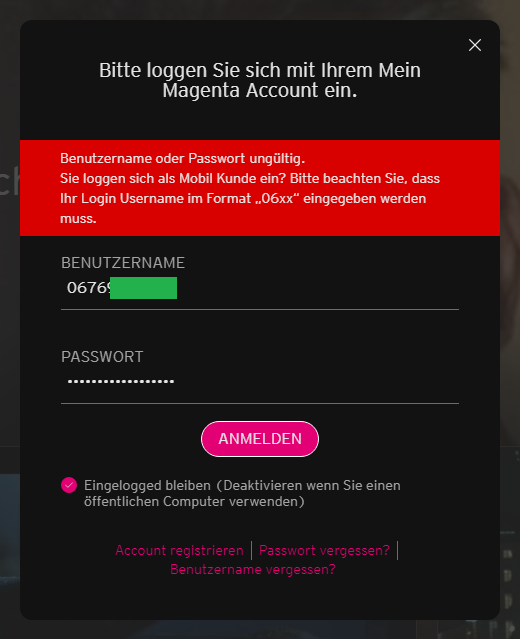 Bitte loggen Sie sich mit Ihrem Mein
Magenta Account ein.
Benutzername oder Passwort ungültig.
Sie loggen sich als Mobil Kunde ein? Bitte beachten Sie, dass
Ihr Login Username im Format „06xx“ eingegeben werden
muss.
BENUTZERNAME
0676
PASSWORT
••••••••••••••••••
ANMELDEN
Eingelogged bleiben (Deaktivieren wenn Sie einen
öffentlichen Computer verwenden)
Account registrieren | Passwort vergessen? |
Benutzername vergessen?